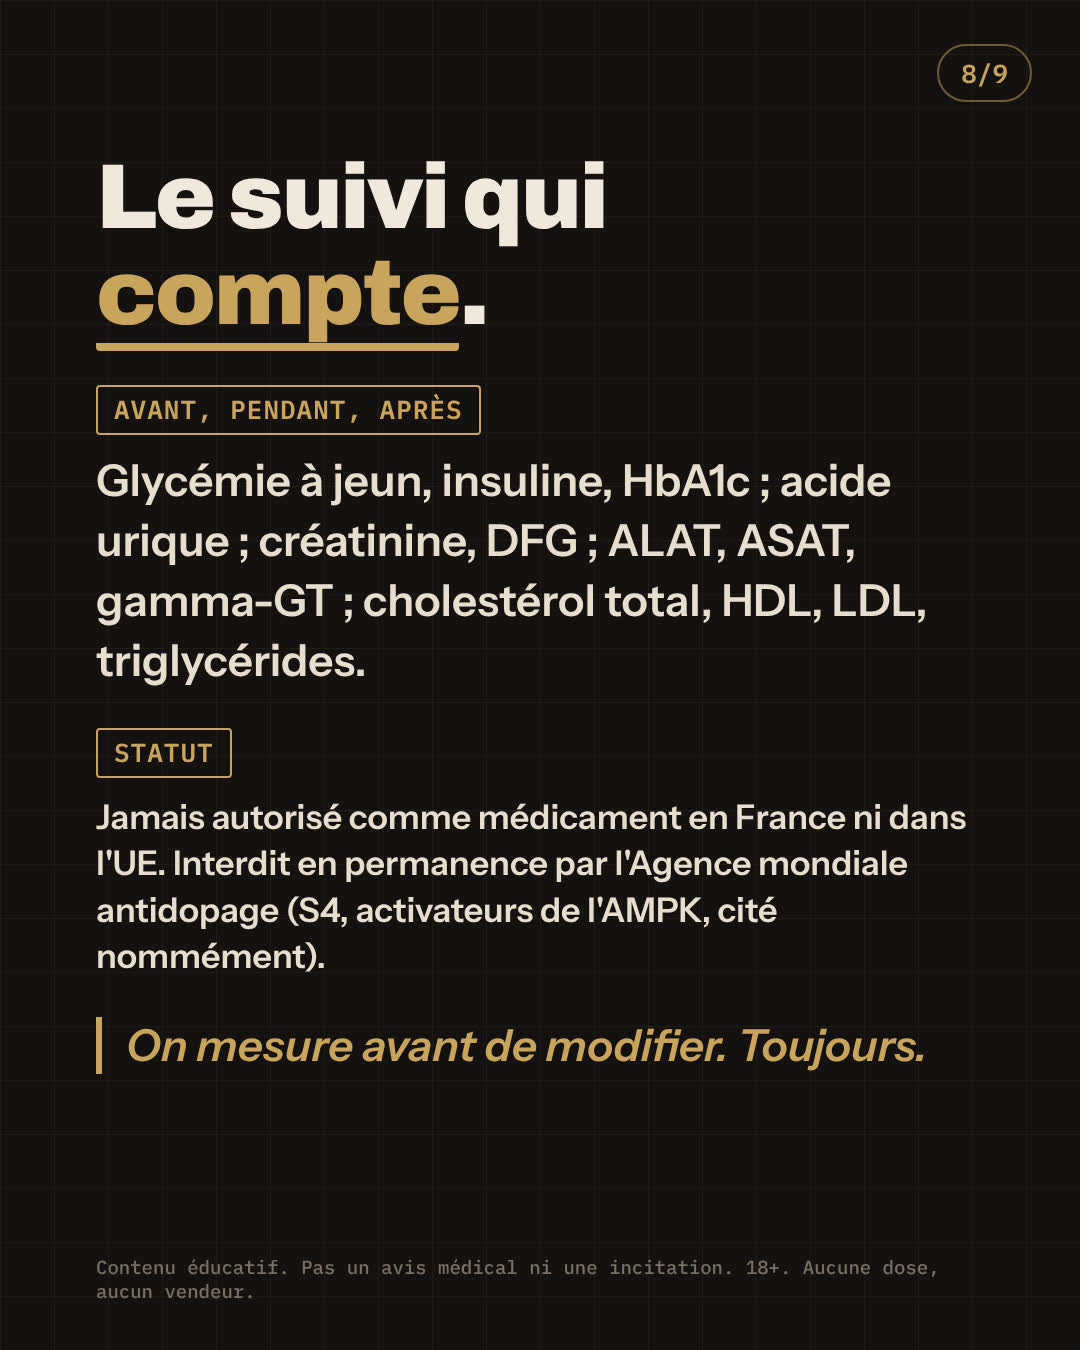 8/9
Le suivi qui
compte.
AVANT, PENDANT, APRÈS
Glycémie à jeun, insuline, HbA1c ; acide
urique ; créatinine, DFG ; ALAT, ASAT,
gamma-GT ; cholestérol total, HDL, LDL,
triglycérides.
STATUT
Jamais autorisé comme médicament en France ni dans
l'UE. Interdit en permanence par l'Agence mondiale
antidopage (S4, activateurs de l'AMPK, cité
nommément).
On mesure avant de modifier. Toujours.
Contenu éducatif. Pas un avis médical ni une incitation. 18+. Aucune dose,
aucun vendeur.